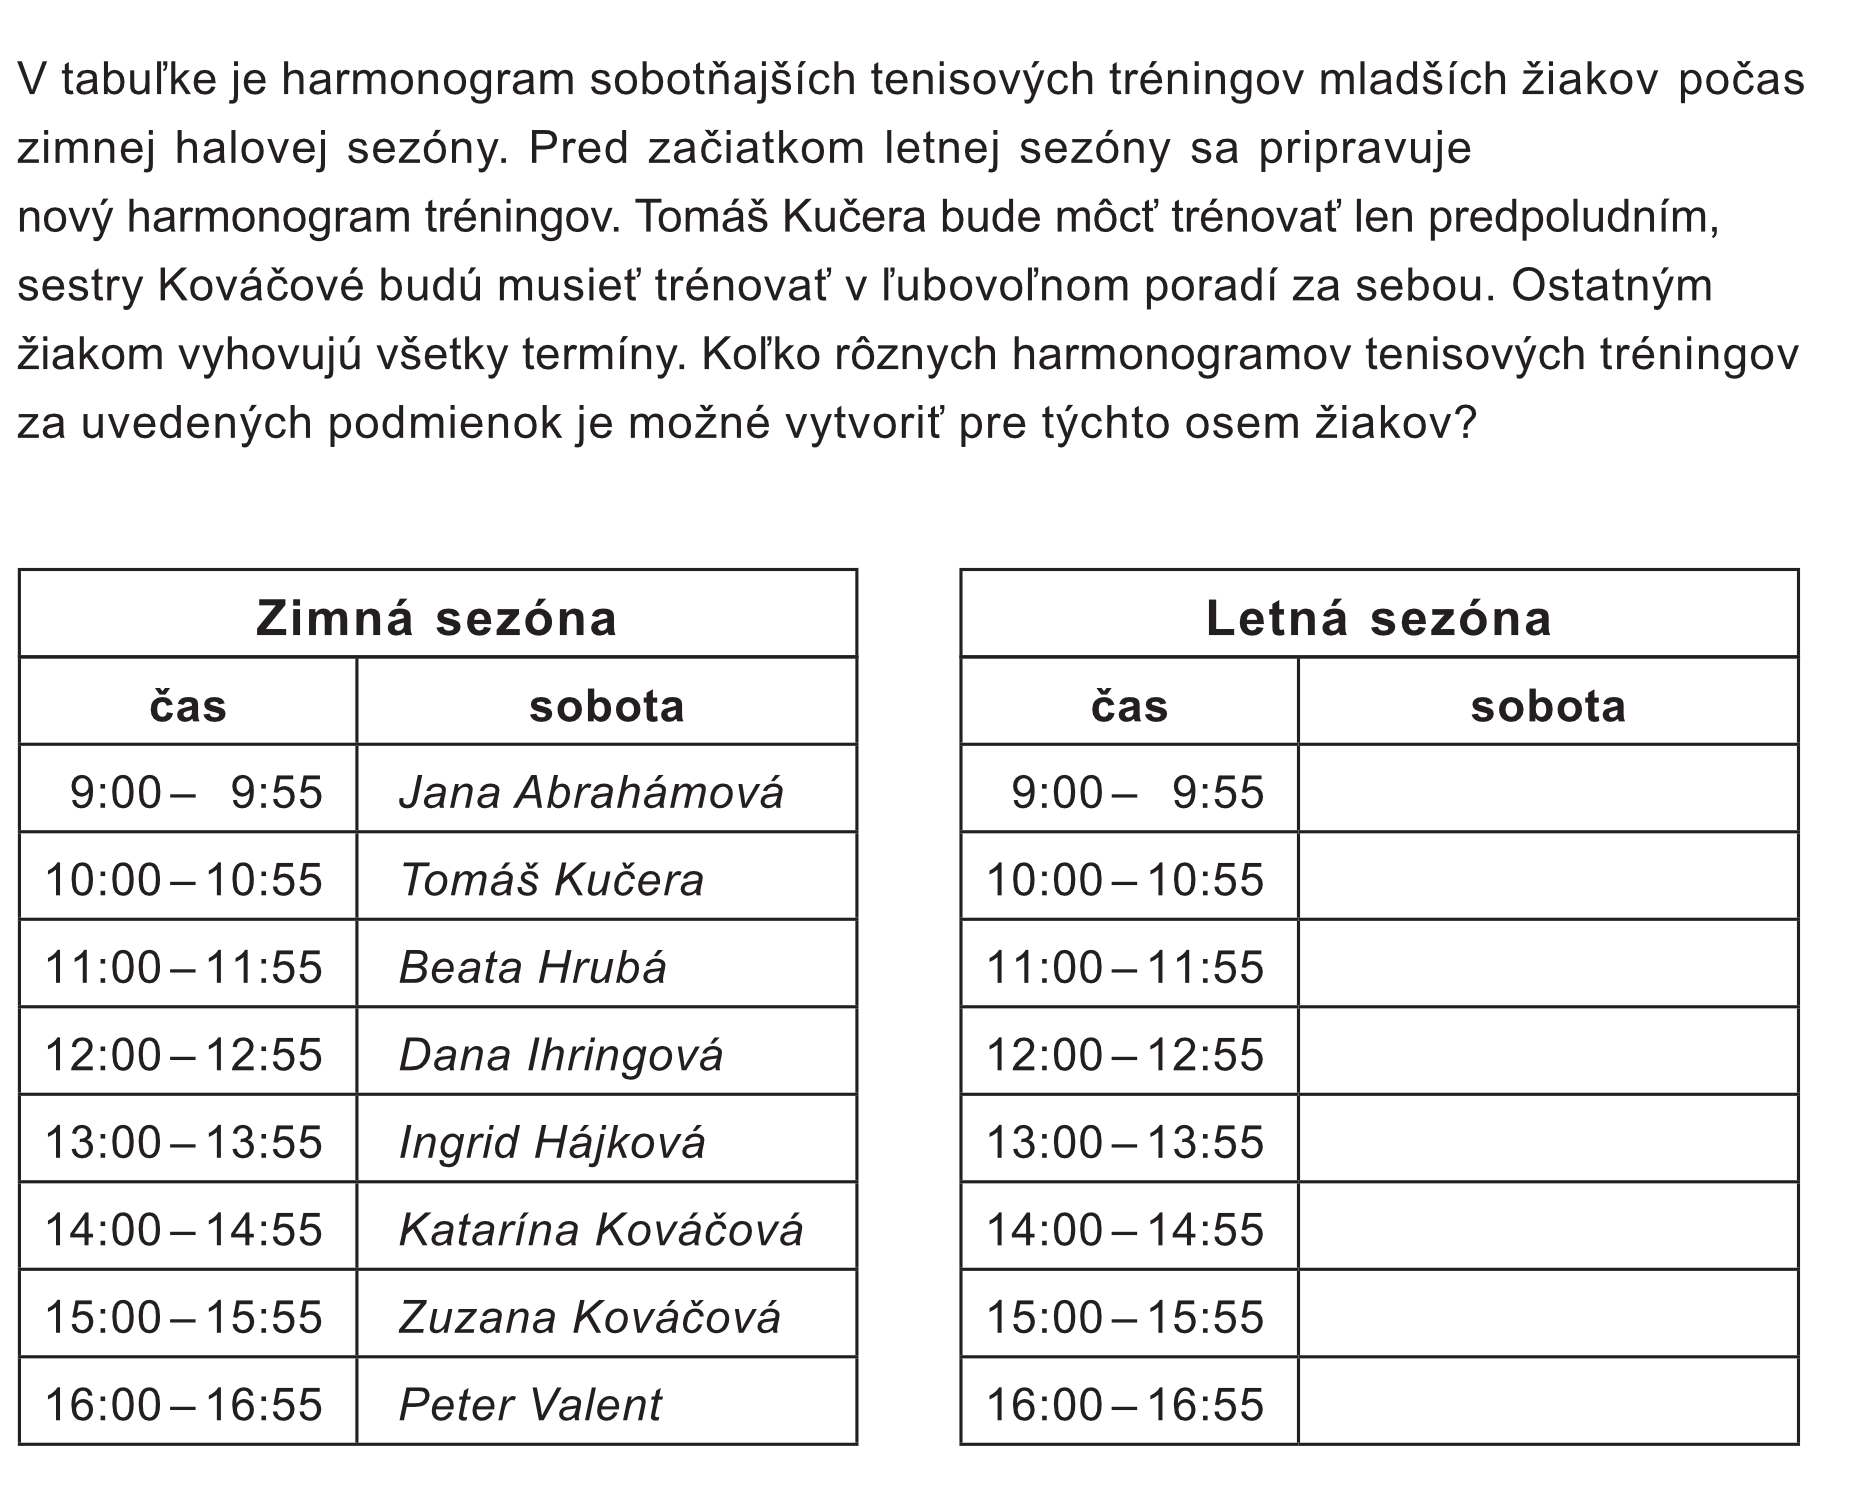 V tabuľke je harmonogram sobotňajších tenisových tréningov mladších žiakov počas
zimnej halovej sezóny. Pred začiatkom letnej sezóny sa pripravuje
nový harmonogram tréningov. Tomáš Kučera bude môcť trénovať len predpoludním,
sestry Kováčové budú musieť trénovať v ľubovoľnom poradí za sebou. Ostatným
žiakom vyhovujú všetky termíny. Koľko rôznych harmonogramov tenisových tréningov
za uvedených podmienok je možné vytvoriť pre týchto osem žiakov?
Zimná sezóna
čas sobota
9:00 – 9:55 Jana Abrahámová
10:00 – 10:55 Tomáš Kučera
11:00 – 11:55 Beata Hrubá
12:00 – 12:55 Dana Ihringová
13:00 – 13:55 Ingrid Hájková
14:00 – 14:55 Katarína Kováčová
15:00 – 15:55 Zuzana Kováčová
16:00 – 16:55 Peter Valent
Letná sezóna
čas sobota
9:00 – 9:55
10:00 – 10:55
11:00 – 11:55
12:00 – 12:55
13:00 – 13:55
14:00 – 14:55
15:00 – 15:55
16:00 – 16:55